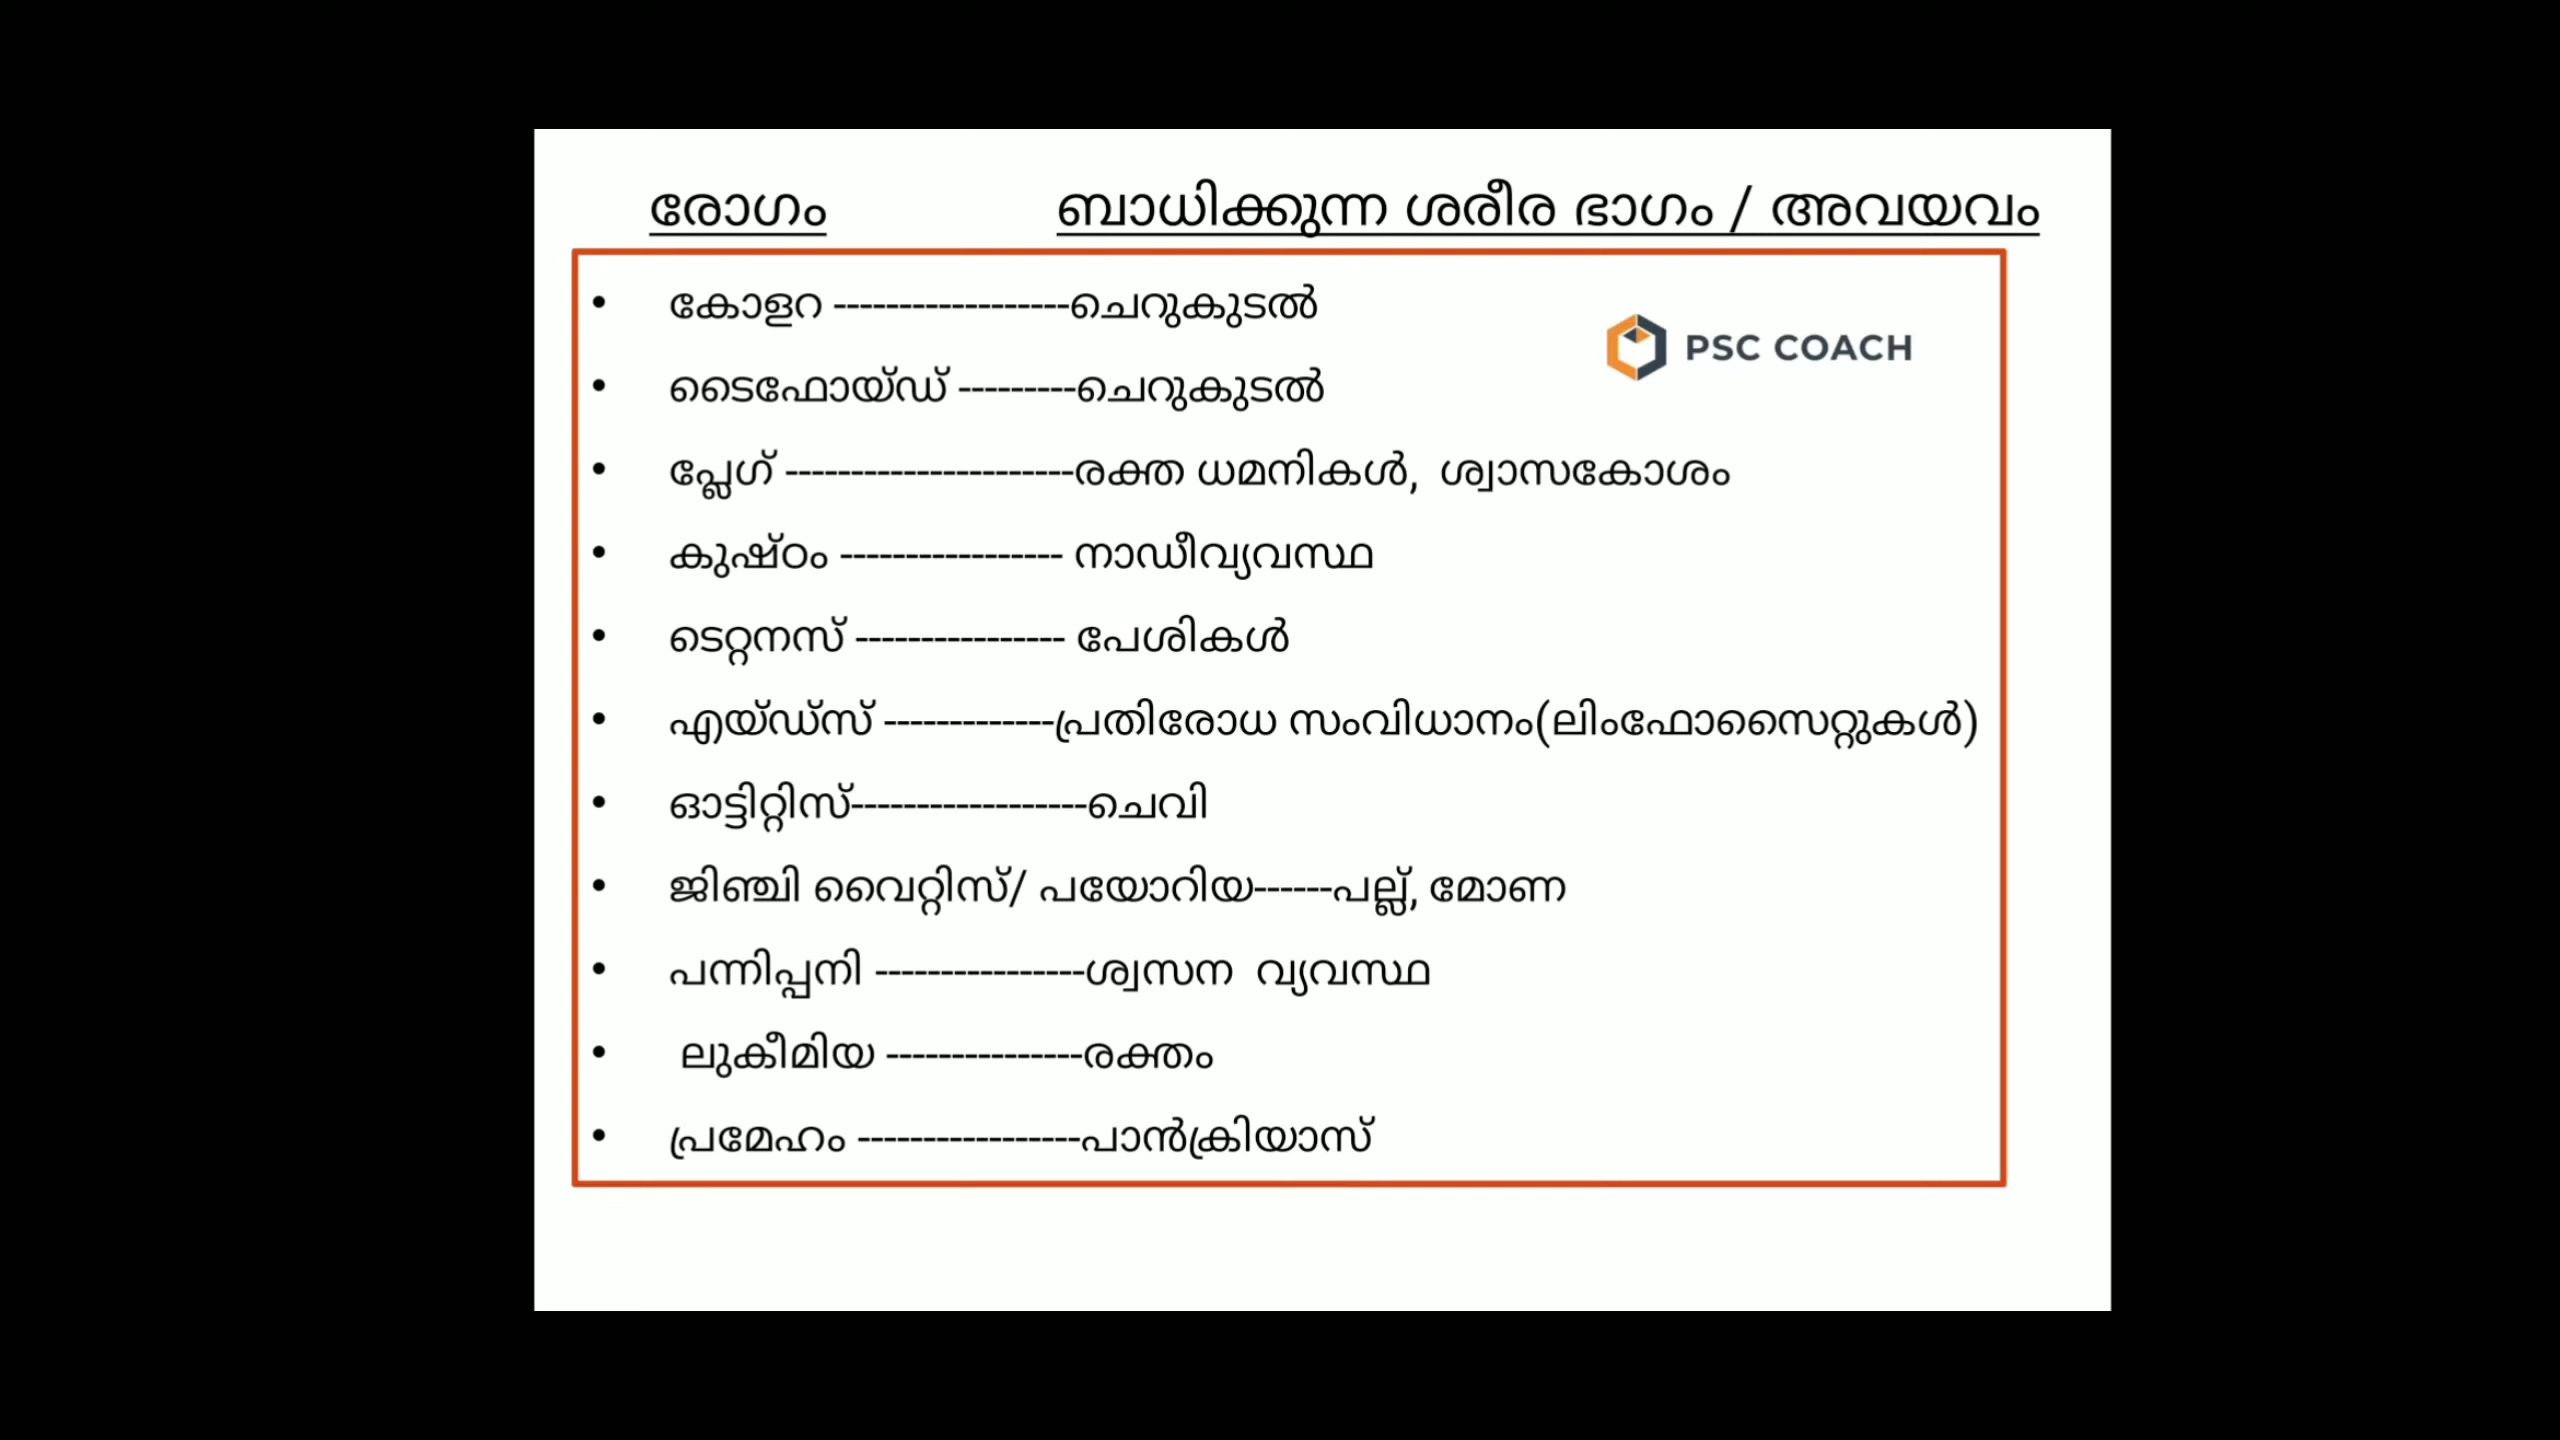 രോഗം ബാധിക്കുന്ന ശരീര ഭാഗം / അവയവം
• കോളറ ------------------ചെറുകുടൽ
PSC COACH
• ടൈഫോയ്ഡ് ---------ചെറുകുടൽ
• പ്ലേഗ് ----------------------രക്ത ധമനികൾ, ശ്വാസകോശം
• കുഷ്ഠം ----------------- നാഡീവ്യവസ്ഥ
• ടെറ്റനസ് ---------------- പേശികൾ
• എയ്ഡ്സ് -------------പ്രതിരോധ സംവിധാനം(ലിംഫോസൈറ്റുകൾ)
• ഓട്ടിറ്റിസ്------------------ചെവി
• ജിഞ്ചി വൈറ്റിസ്/ പയോറിയ------പല്ല്, മോണ
• പന്നിപ്പനി ----------------ശ്വസന വ്യവസ്ഥ
• ലുകീമിയ ---------------രക്തം
• പ്രമേഹം -----------------പാൻക്രിയാസ്